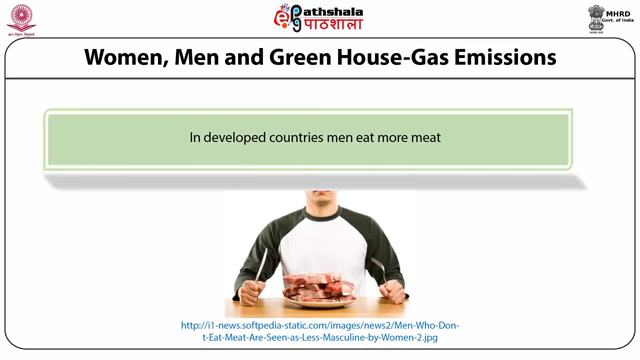 ePathshala
पाठशाला
MHRD
Govt. of India
Women, Men and Green House-Gas Emissions
In developed countries men eat more meat
http://i1-news.softpedia-static.com/images/news2/Men-Who-Don-
t-Eat-Meat-Are-Seen-as-Less-Masculine-by-Women-2.jpg